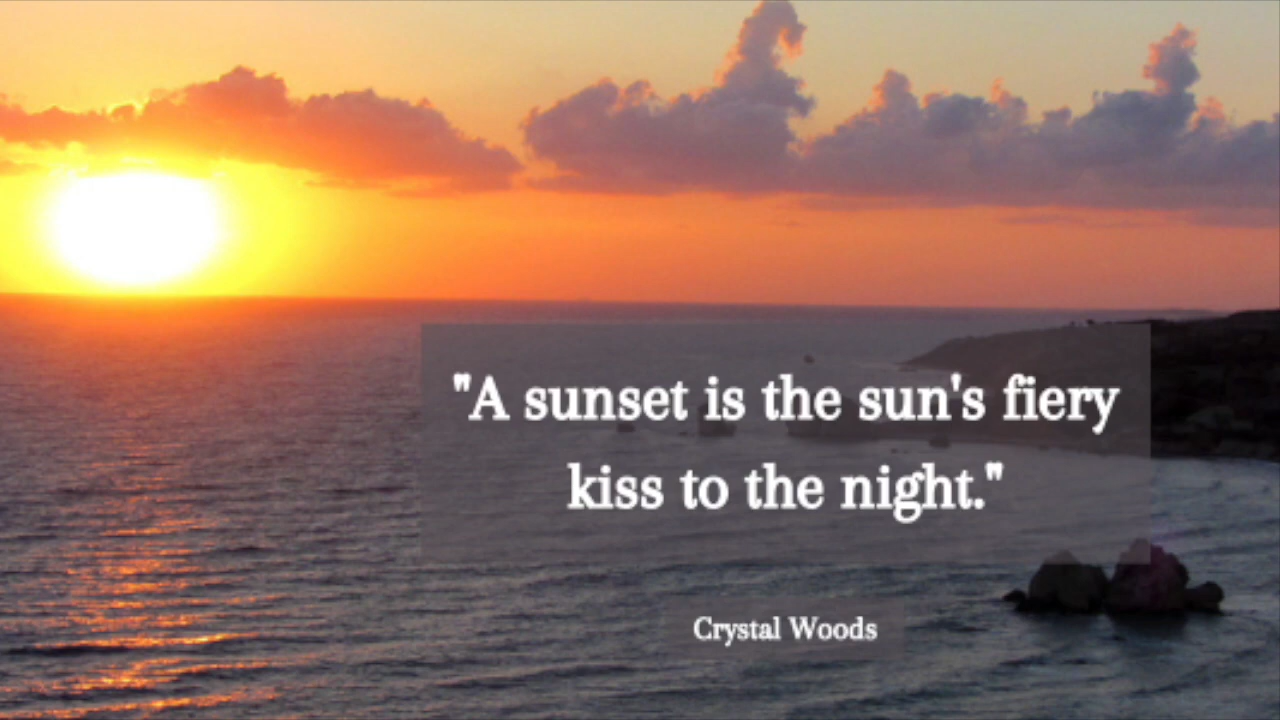 "A sunset is the sun's fiery
kiss to the night."
Crystal Woods